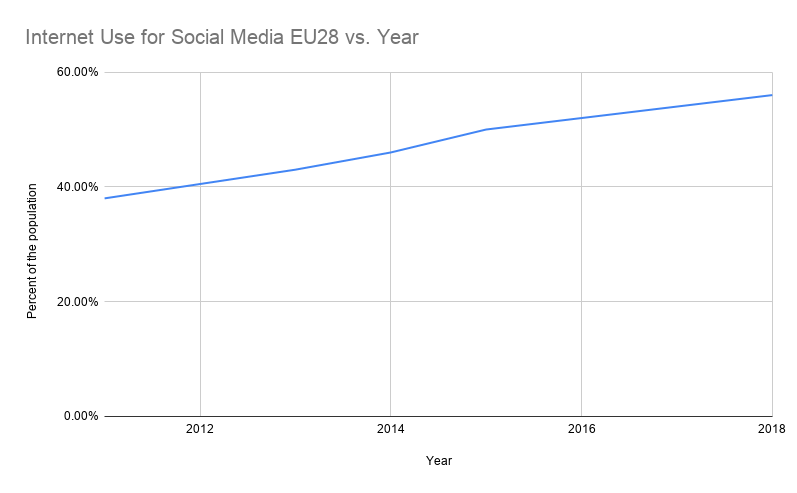 Internet Use for Social Media EU28 vs. Year
60.00%
40.00%
20.00%
0.00%
Percent of the population
2012 2014 2016 2018
Year